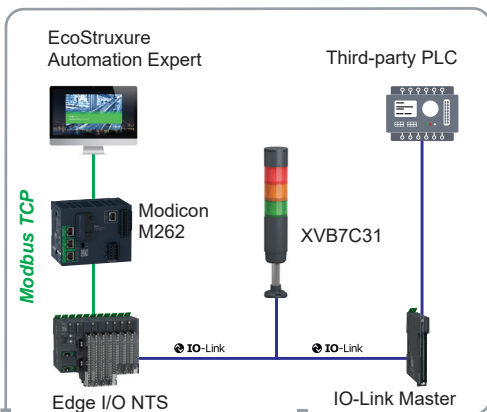 EcoStruxure
Automation Expert
Third-party PLC
Modbus TCP
Modicon
M262
XVB7C31
IO-Link
IO-Link
Edge I/O NTS
IO-Link Master